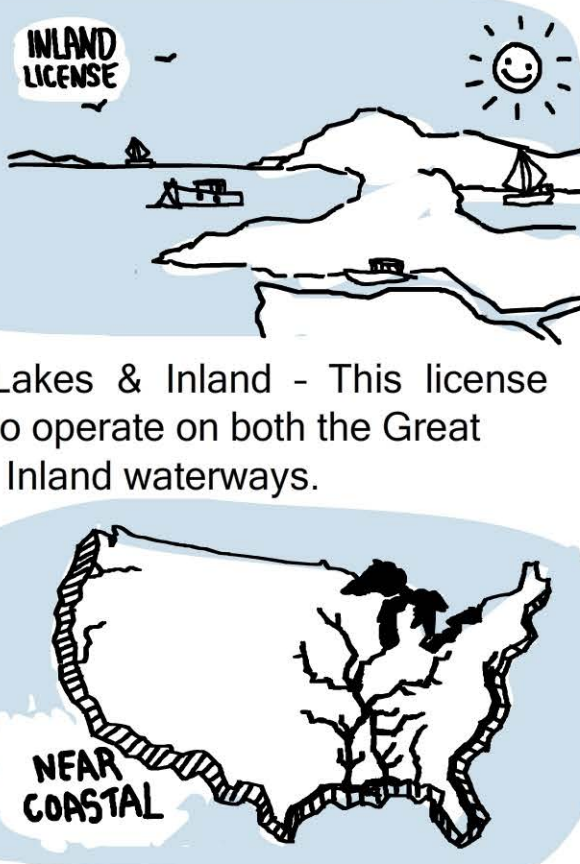 INLAND
LICENSE
Lakes & Inland - This license
o operate on both the Great
Inland waterways.
NEAR
COASTAL